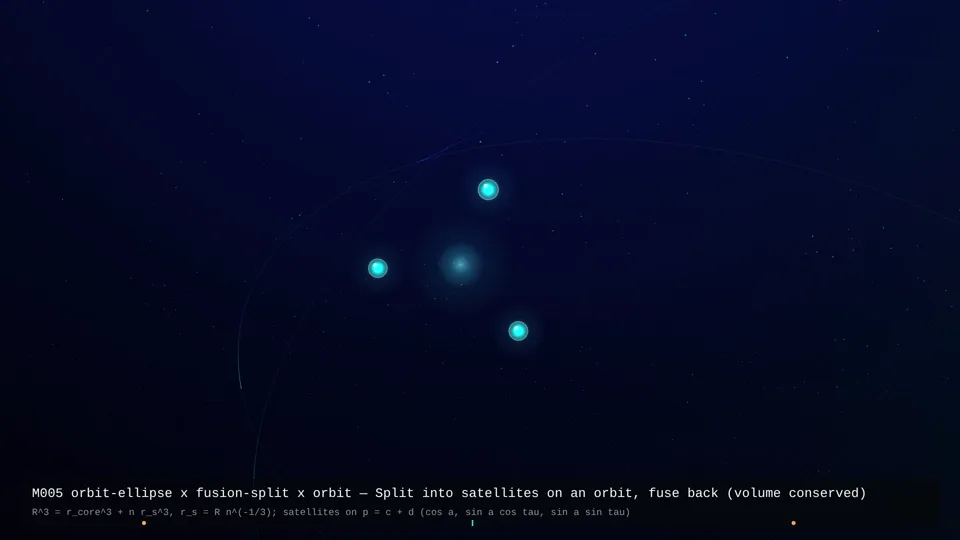 M005 orbit-ellipse x fusion-split x orbit — Split into satellites on an orbit, fuse back (volume conserved)
R^3 = r_core^3 + n r_s^3, r_s = R n^(-1/3); satellites on p = c + d (cos a, sin a cos tau, sin a sin tau)